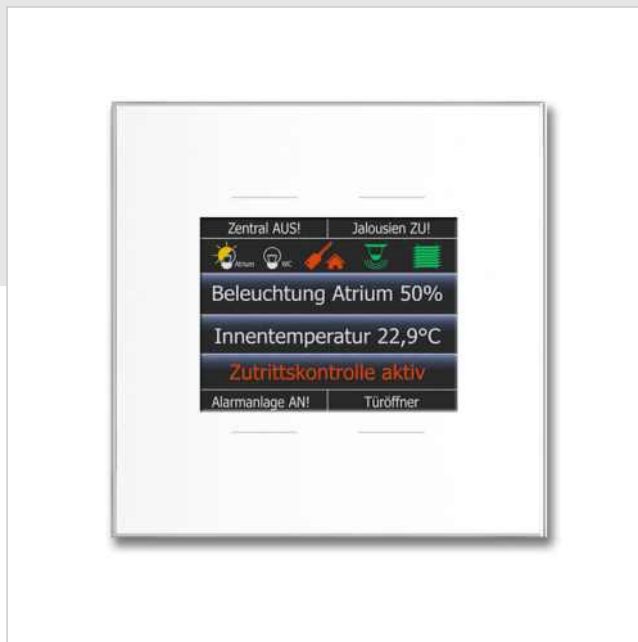 Zentral AUS! Jalousien ZU!
Atrium WC
Beleuchtung Atrium 50%
Innentemperatur 22,9°C
Zutrittskontrolle aktiv
Alarmanlage AN! Türöffner